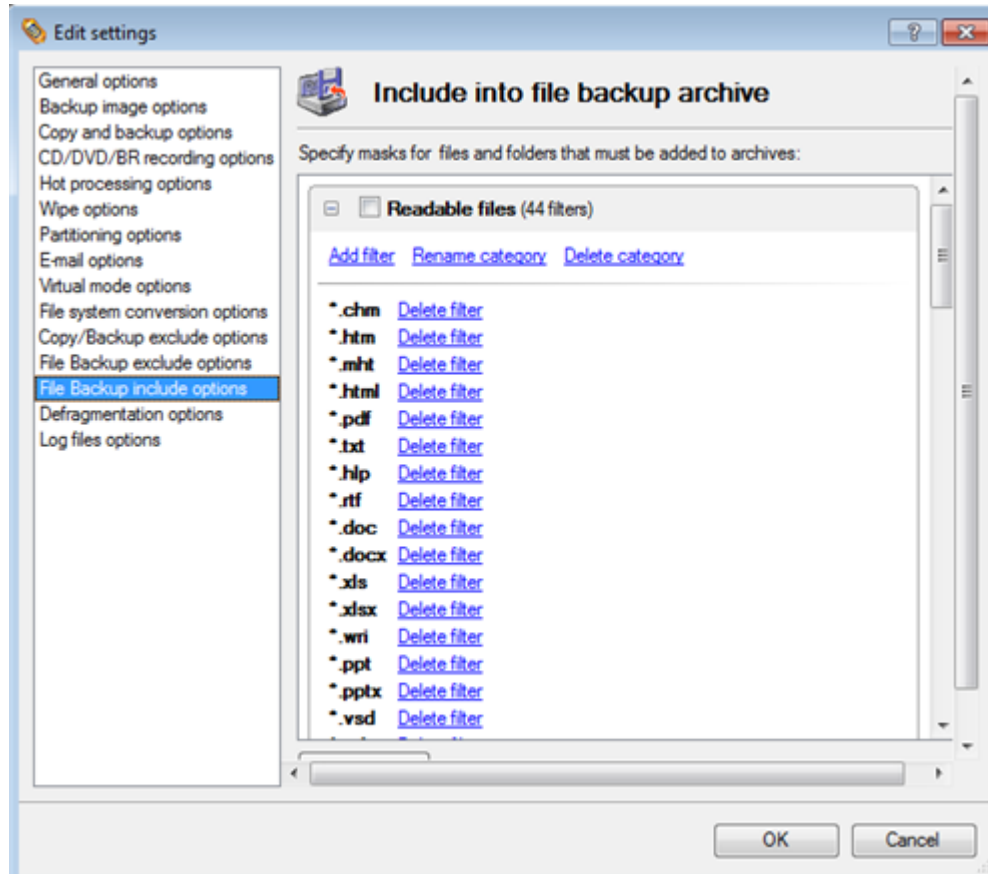 Edit settings
General options
Backup image options
Copy and backup options
CD/DVD/BR recording options
Hot processing options
Wipe options
Partitioning options
E-mail options
Virtual mode options
File system conversion options
Copy/Backup exclude options
File Backup exclude options
File Backup include options
Defragmentation options
Log files options
Include into file backup archive
Specify masks for files and folders that must be added to archives:
Readable files (44 filters)
Add filter Rename category Delete category
*.chm Delete filter
*.htm Delete filter
*.mht Delete filter
*.html Delete filter
*.pdf Delete filter
*.txt Delete filter
*.hlp Delete filter
*.rtf Delete filter
*.doc Delete filter
*.docx Delete filter
*.xls Delete filter
*.xlsx Delete filter
*.wri Delete filter
*.ppt Delete filter
*.pptx Delete filter
*.vsd Delete filter
OK Cancel